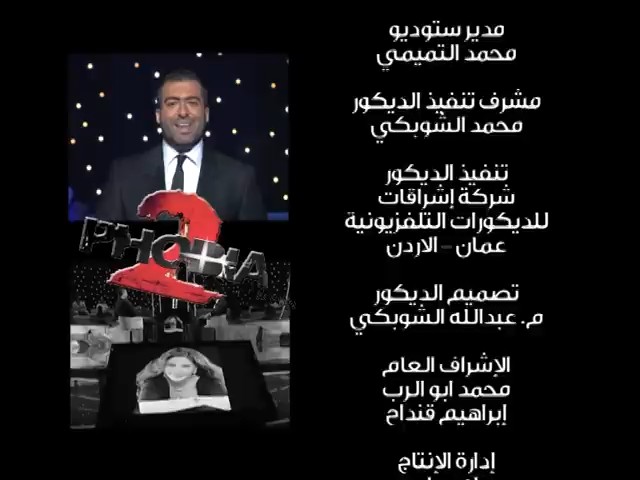 مدير ستوديو
محمد التميمي
مشرف تنفيذ الديكور
محمد الشوبكي
تنفيذ الديكور
شركة إشراقات
للديكورات التلفزيونية
عمان - الاردن
تصميم الديكور
م. عبدالله الشوبكي
الإشراف العام
محمد ابو الرب
إبراهيم قنداح
إدارة الإنتاج
PHOBIA
2